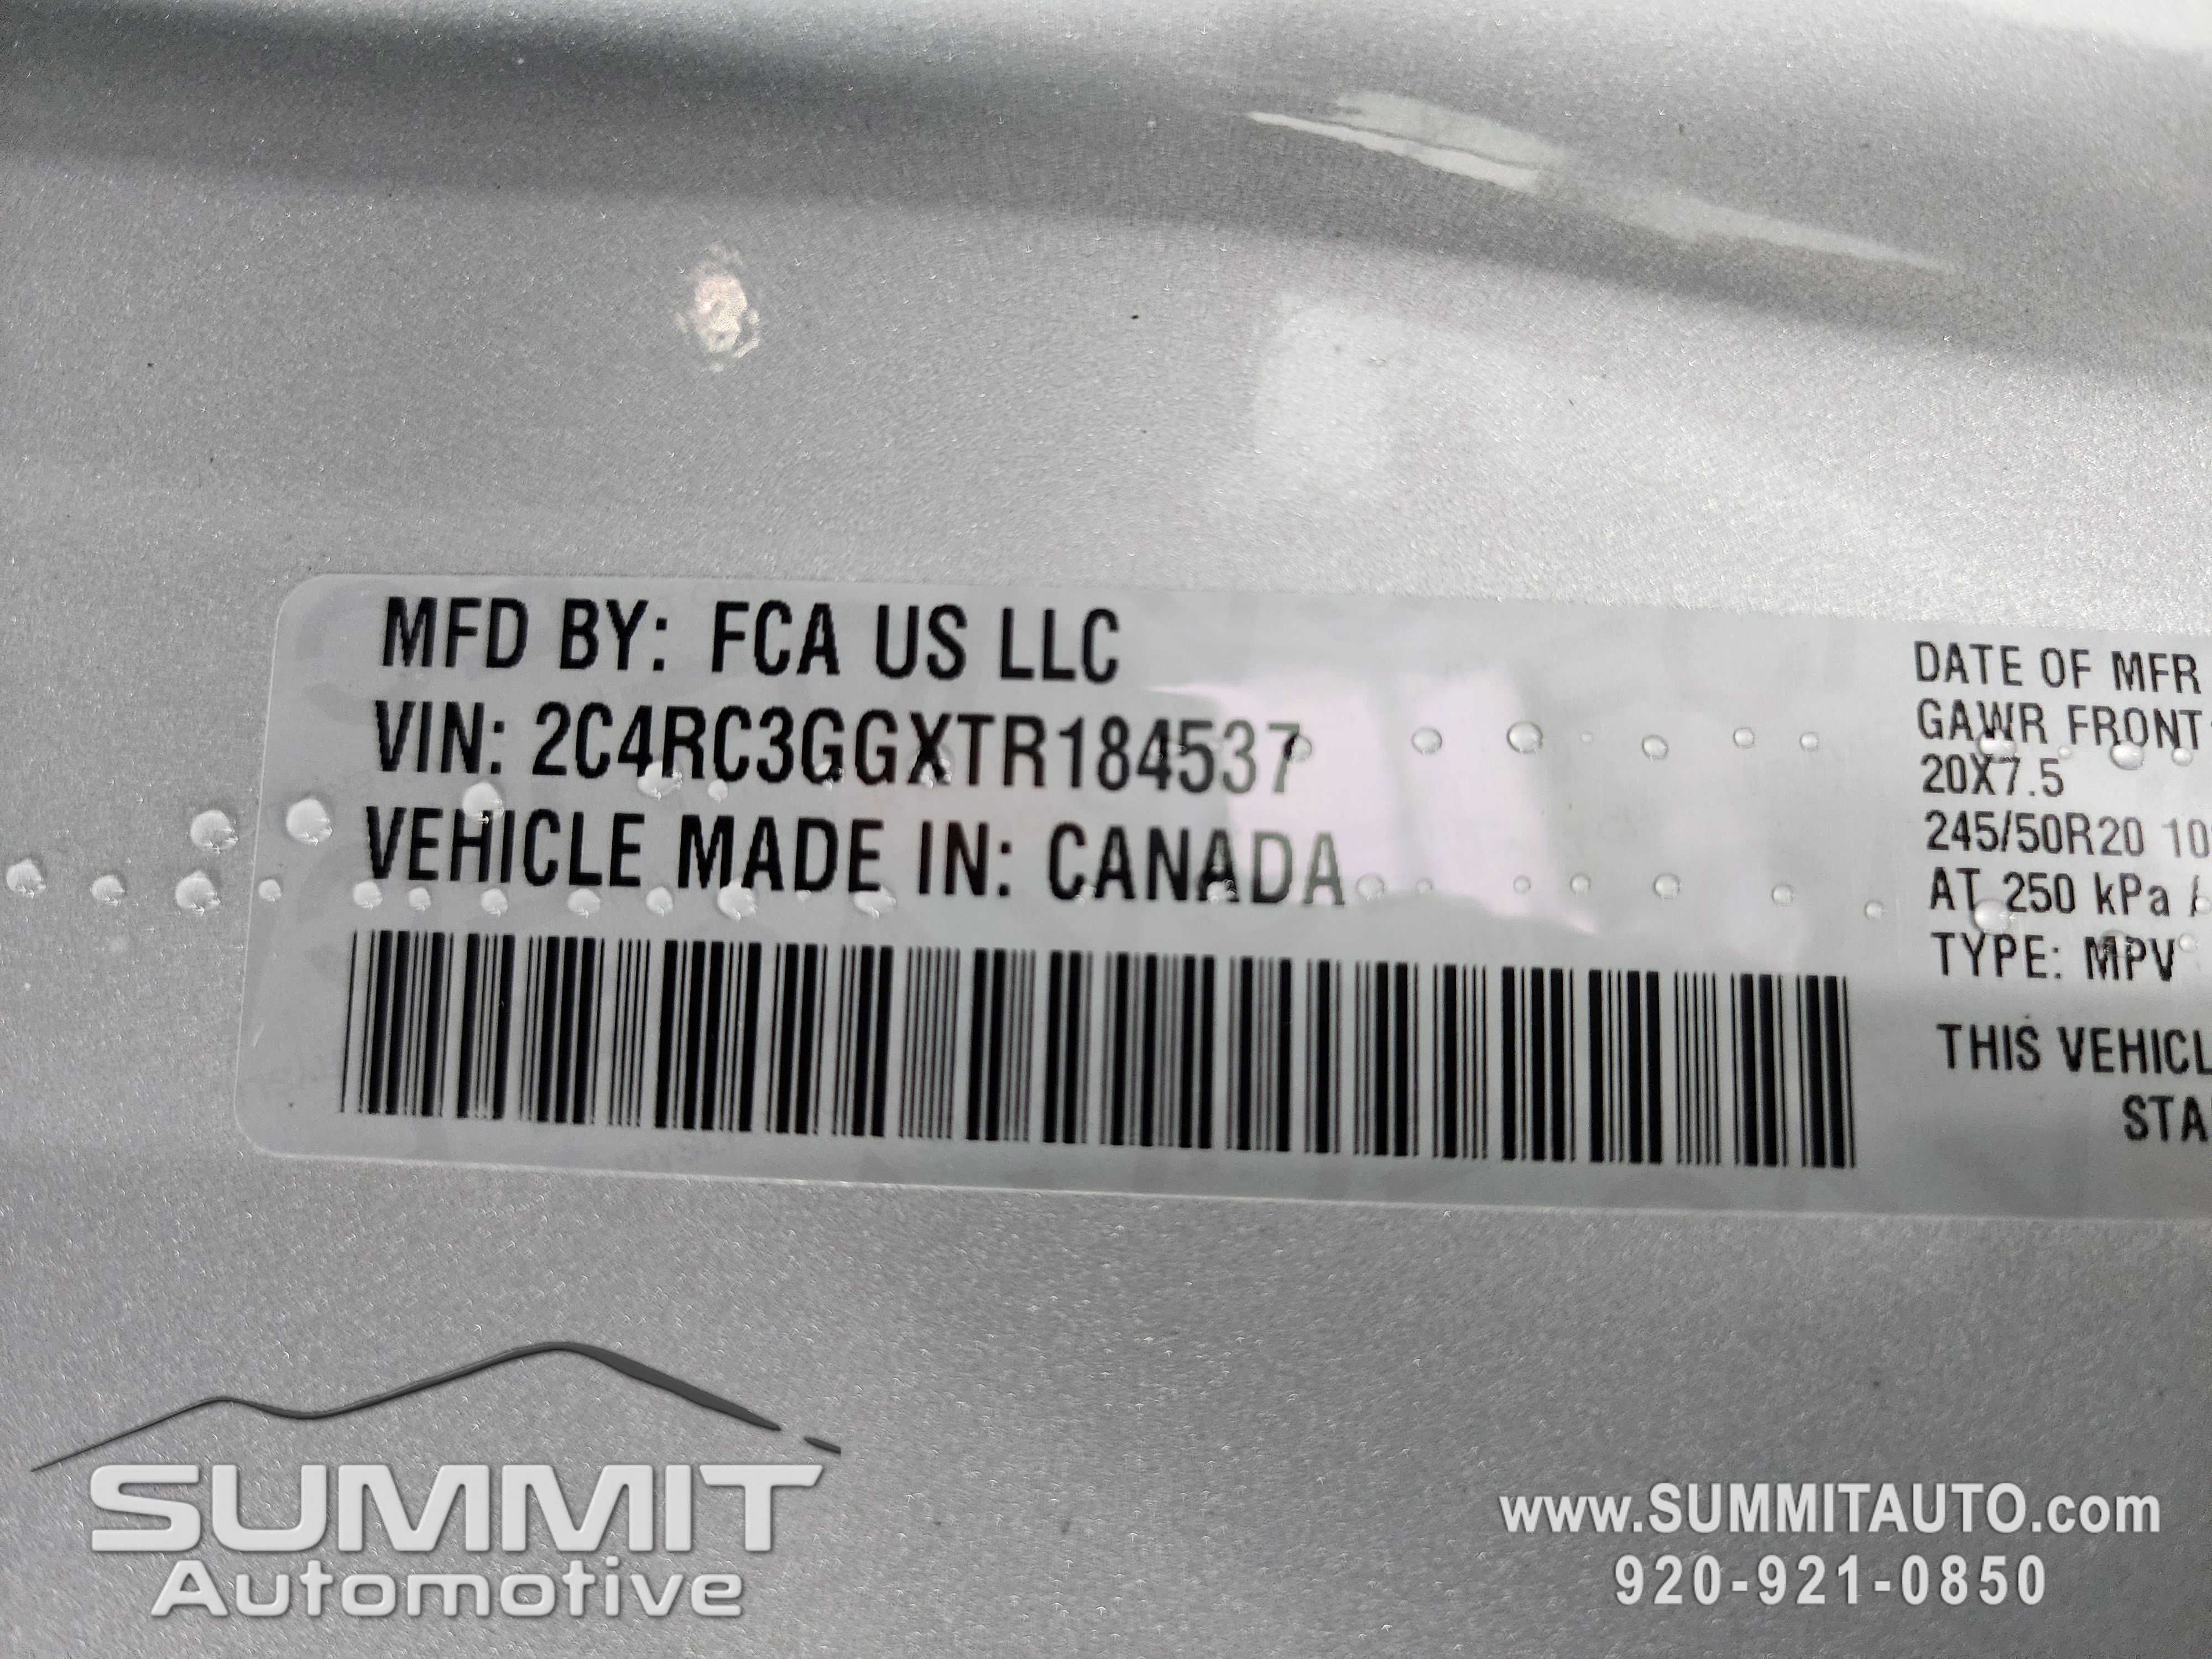 MFD BY: FCA US LLC
VIN: 2C4RC3GGXTR184537
VEHICLE MADE IN: CANADA
DATE OF MFR
GAWR FRONT
20X7.5
245/50R20 10
AT 250 kPa /
TYPE: MPV
THIS VEHICL
STA
SUMMIT
Automotive
www.SUMMITAUTO.com
920-921-0850